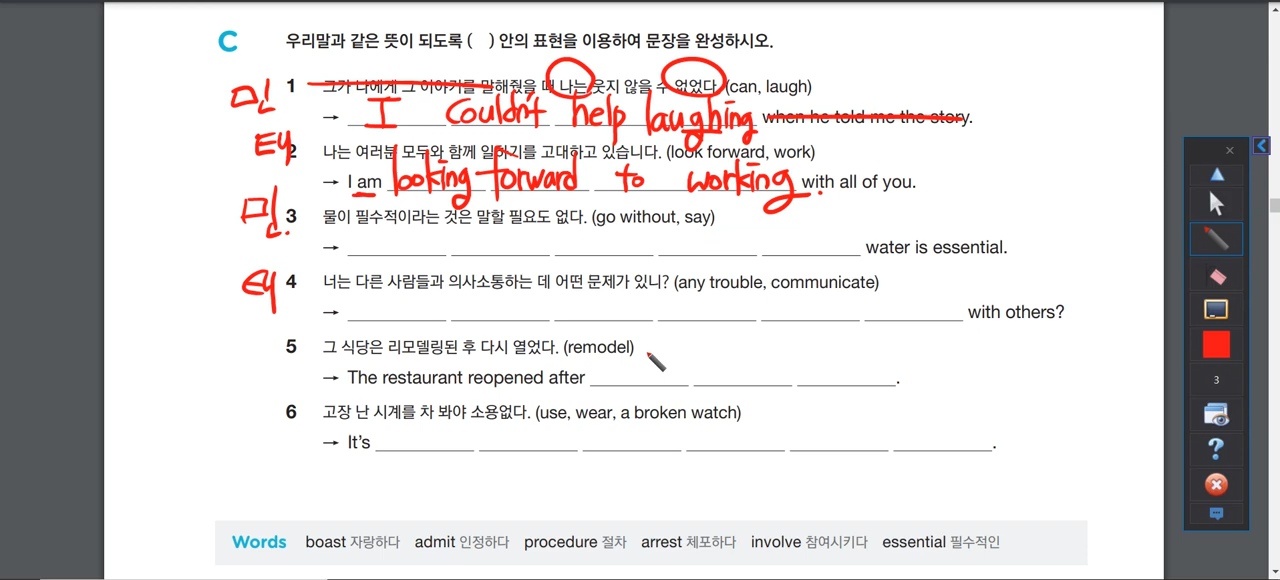 C 우리말과 같은 뜻이 되도록 ( ) 안의 표현을 이용하여 문장을 완성하시오.
민 1 그가 나에게 그 이야기를 말해줬을 때 나는 웃지 않을 수 없었다. (can, laugh)
→ I couldn't help laughing when he told me the story.
EY 2 나는 여러분 모두와 함께 일하기를 고대하고 있습니다. (look forward, work)
→ I am looking forward to working with all of you.
민 3 물이 필수적이라는 것은 말할 필요도 없다. (go without, say)
→ water is essential.
EY 4 너는 다른 사람들과 의사소통하는 데 어떤 문제가 있니? (any trouble, communicate)
→ with others?
5 그 식당은 리모델링된 후 다시 열었다. (remodel)
→ The restaurant reopened after .
6 고장 난 시계를 차 봐야 소용없다. (use, wear, a broken watch)
→ It's .
Words boast 자랑하다 admit 인정하다 procedure 절차 arrest 체포하다 involve 참여시키다 essential 필수적인
3